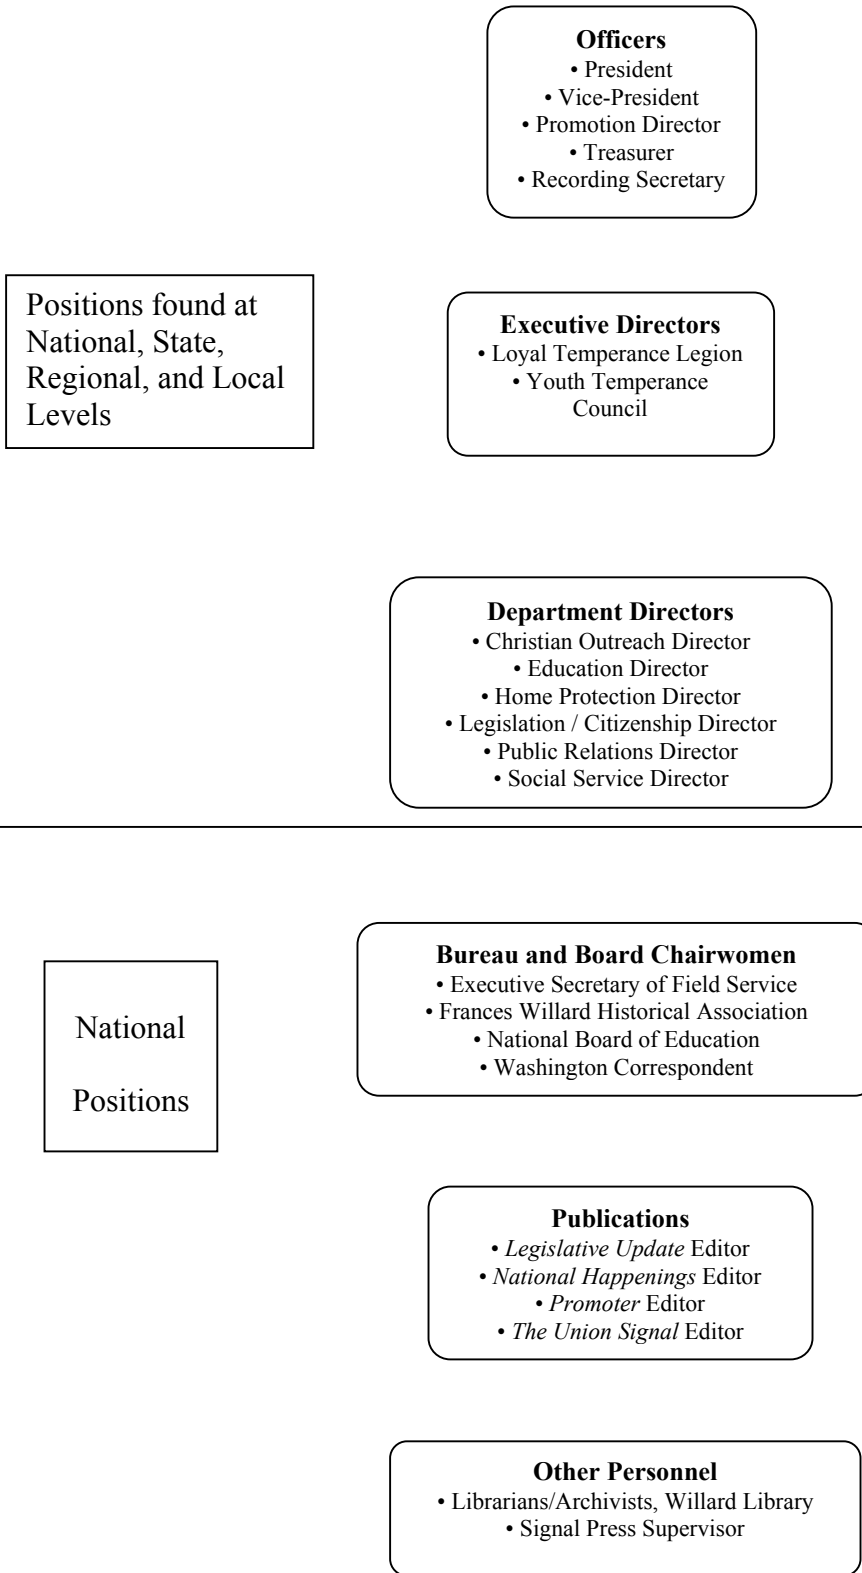 Officers
• President
• Vice-President
• Promotion Director
• Treasurer
• Recording Secretary
Positions found at
National, State,
Regional, and Local
Levels
Executive Directors
• Loyal Temperance Legion
• Youth Temperance
Council
Department Directors
• Christian Outreach Director
• Education Director
• Home Protection Director
• Legislation / Citizenship Director
• Public Relations Director
• Social Service Director
Bureau and Board Chairwomen
• Executive Secretary of Field Service
• Frances Willard Historical Association
• National Board of Education
• Washington Correspondent
National
Positions
Publications
• Legislative Update Editor
• National Happenings Editor
• Promoter Editor
• The Union Signal Editor
Other Personnel
• Librarians/Archivists, Willard Library
• Signal Press Supervisor